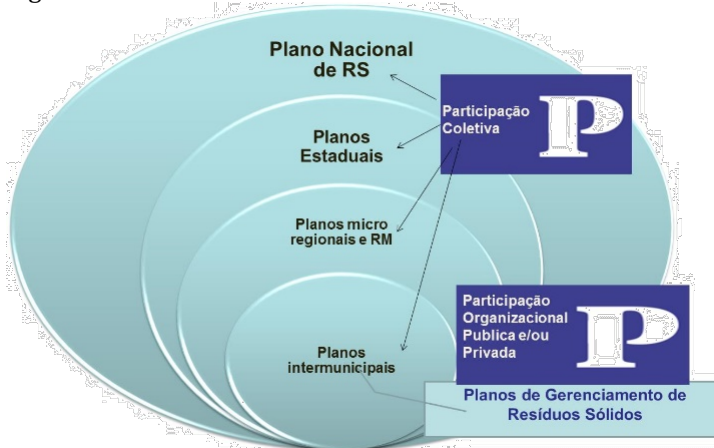 Plano Nacional
de RS
Participação
Coletiva
P
Planos
Estaduais
Planos micro
regionais e RM
Participação
Organizacional
Publica e/ou
Privada
P
Planos
intermunicipais
Planos de Gerenciamento de
Resíduos Sólidos